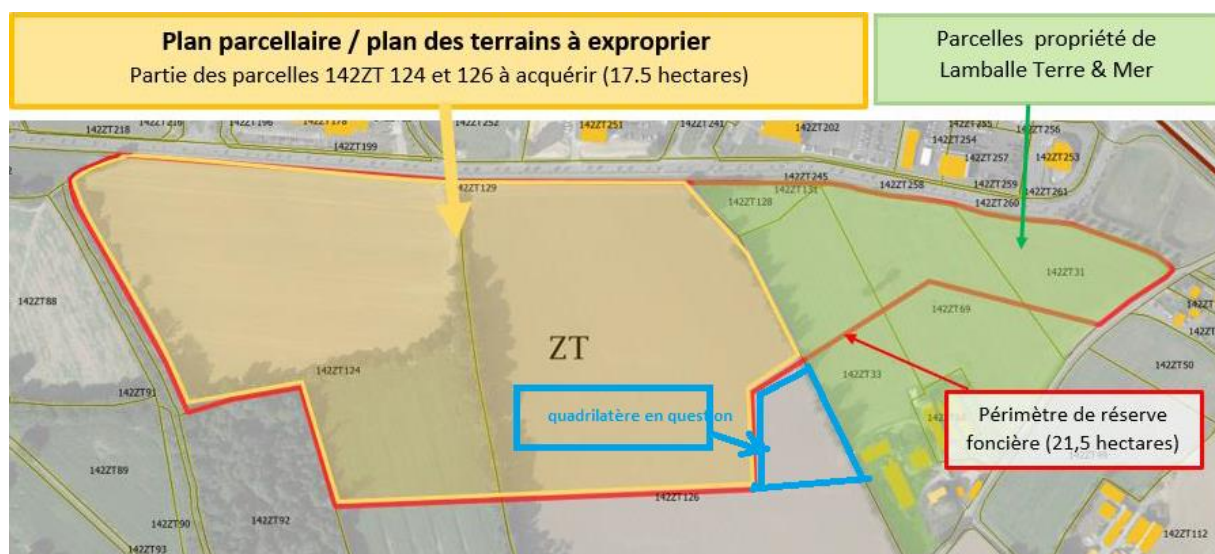 Plan parcellaire / plan des terrains à exproprier
Partie des parcelles 142ZT 124 et 126 à acquérir (17.5 hectares)
Parcelles propriété de
Lamballe Terre & Mer
142ZT218
142ZT199
142ZT252
142ZT251
142ZT241
142ZT202
142ZT255
142ZT256
142ZT254
142ZT257
142ZT253
142ZT245
142ZT258
142ZT259
142ZT261
142ZT260
142ZT129
142ZT131
142ZT128
142ZT31
142ZT88
142ZT69
ZT
142ZT50
142ZT124
142ZT33
142ZT91
quadrilatère en question
Périmètre de réserve
foncière (21,5 hectares)
142ZT89
142ZT126
142ZT90
142ZT92
142ZT93
142ZT112